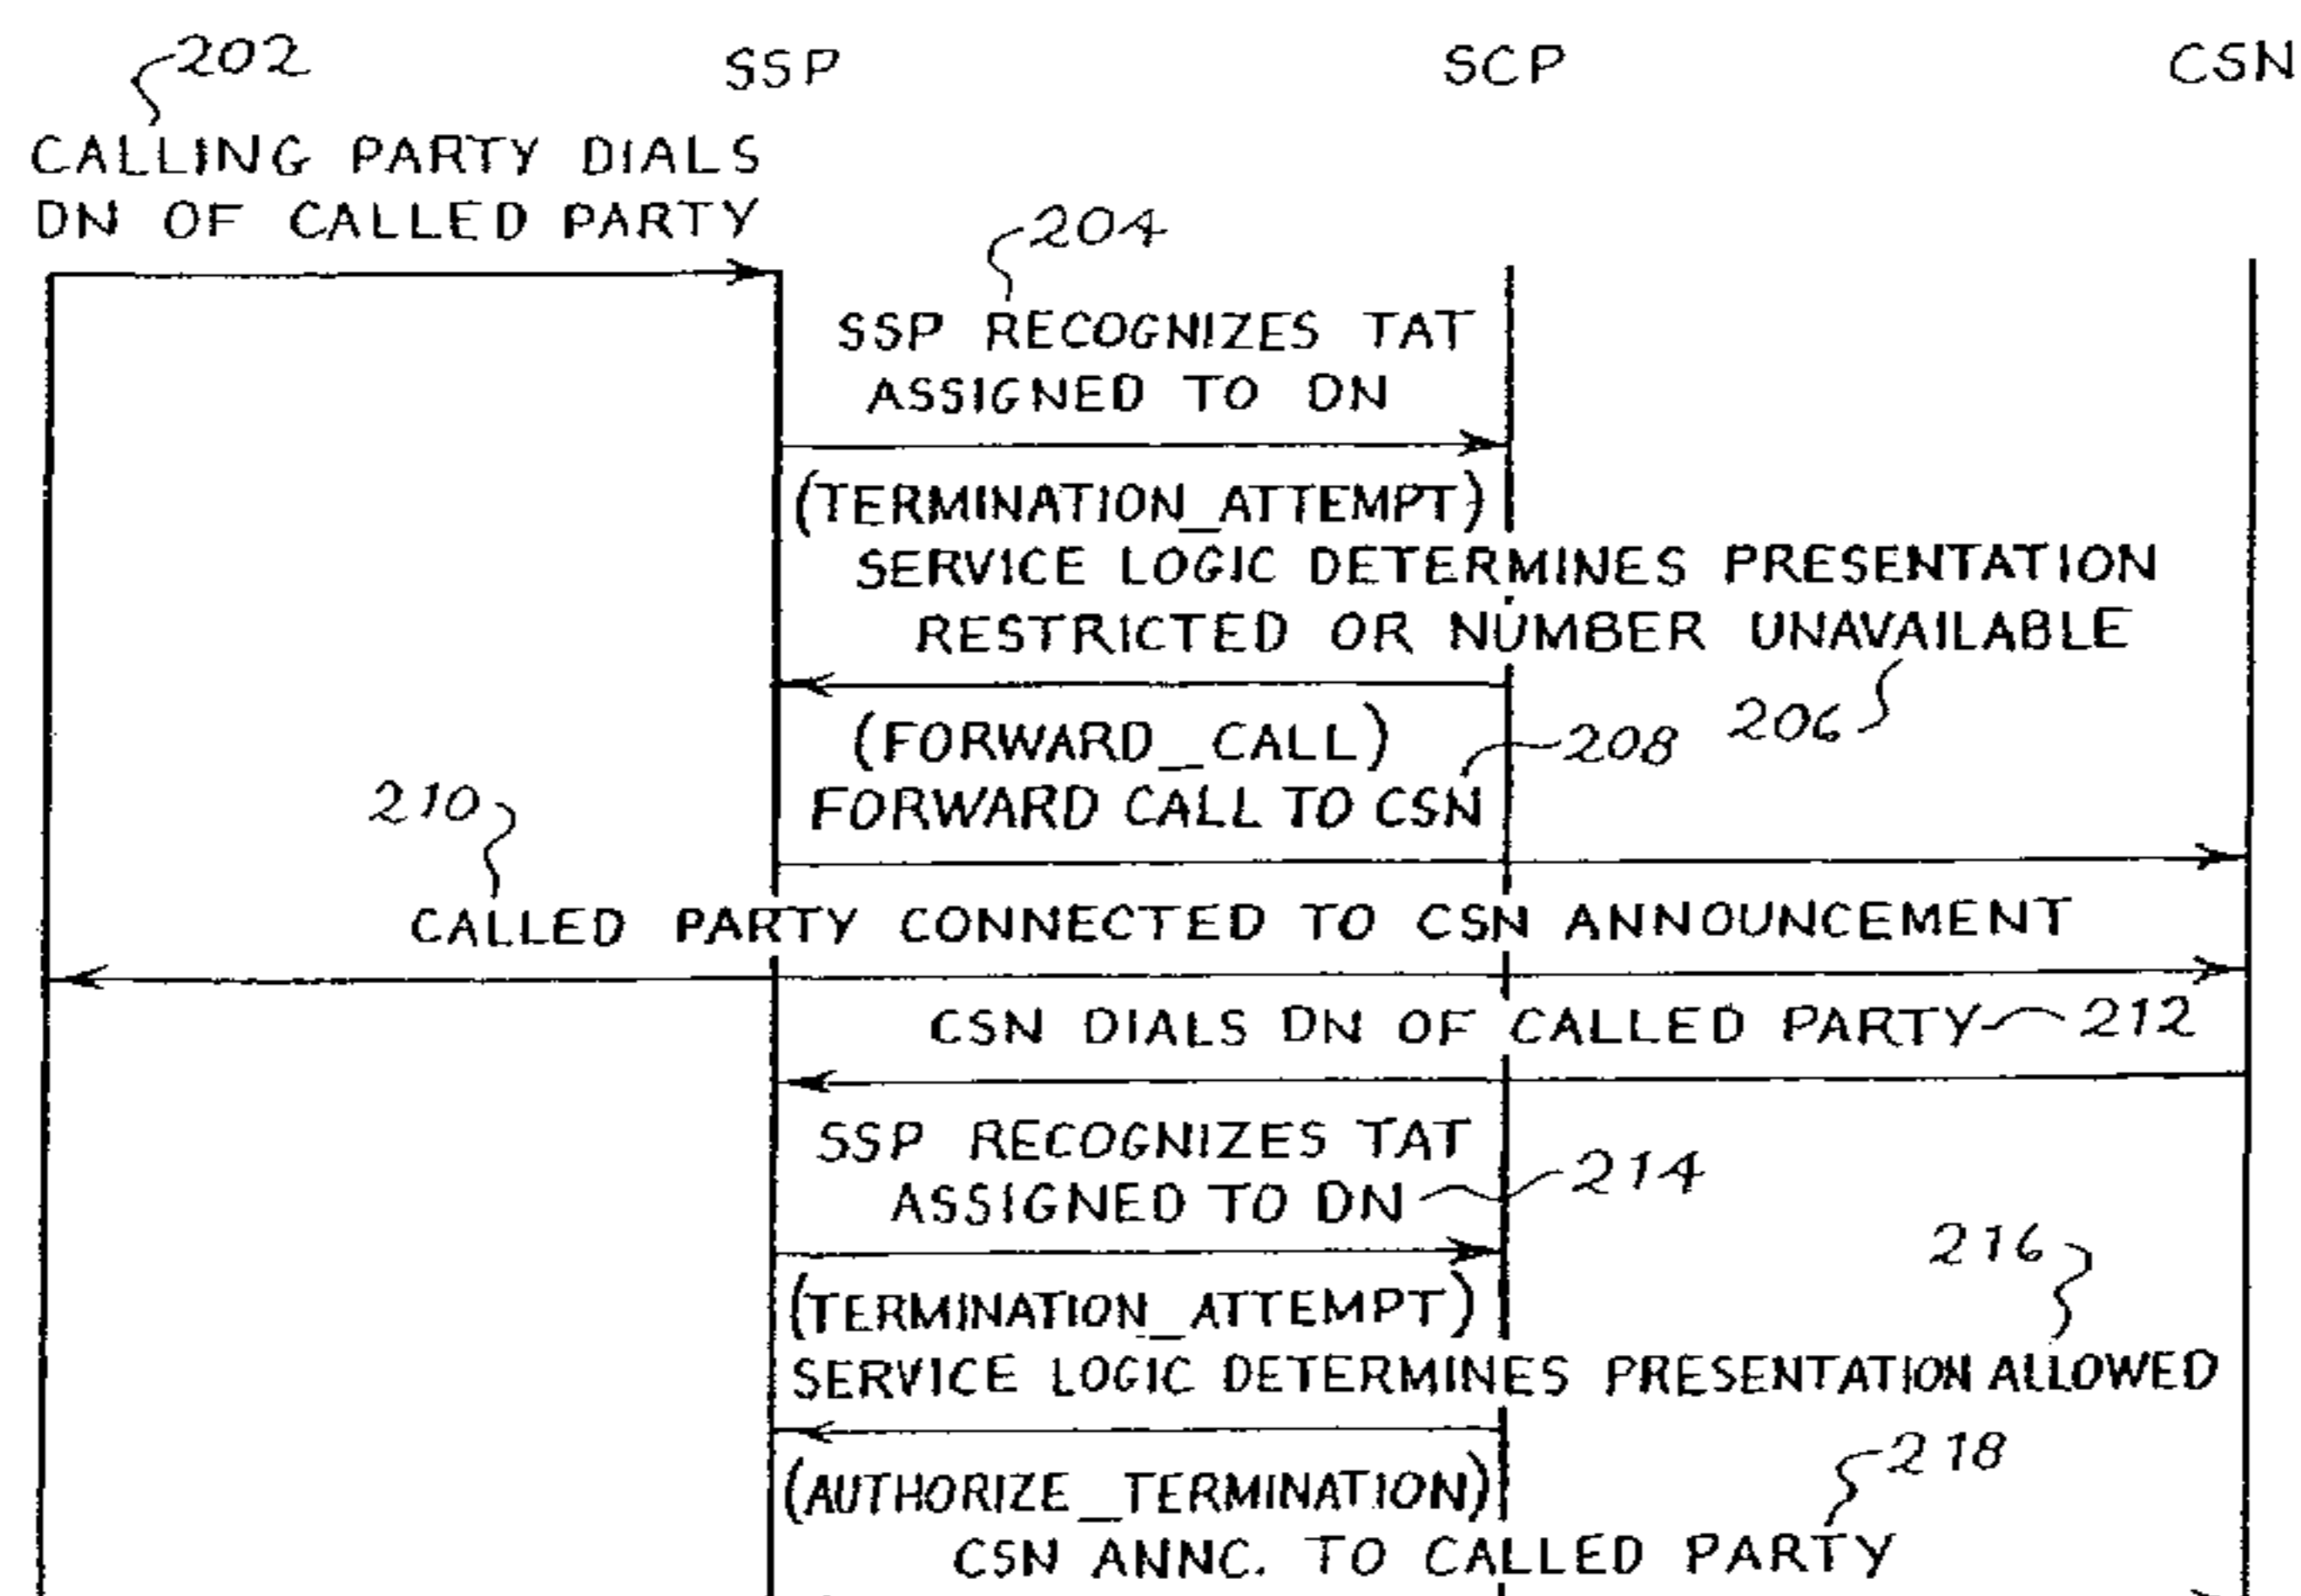 202 SSP SCP CSN
CALLING PARTY DIALS
DN OF CALLED PARTY
204
SSP RECOGNIZES TAT
ASSIGNED TO DN
(TERMINATION_ATTEMPT)
SERVICE LOGIC DETERMINES PRESENTATION
RESTRICTED OR NUMBER UNAVAILABLE
206
(FORWARD_CALL)
208
FORWARD CALL TO CSN
210
CALLED PARTY CONNECTED TO CSN ANNOUNCEMENT
CSN DIALS DN OF CALLED PARTY 212
SSP RECOGNIZES TAT
ASSIGNED TO DN 214
216
(TERMINATION_ATTEMPT)
SERVICE LOGIC DETERMINES PRESENTATION ALLOWED
218
(AUTHORIZE_TERMINATION)
CSN ANNC. TO CALLED PARTY